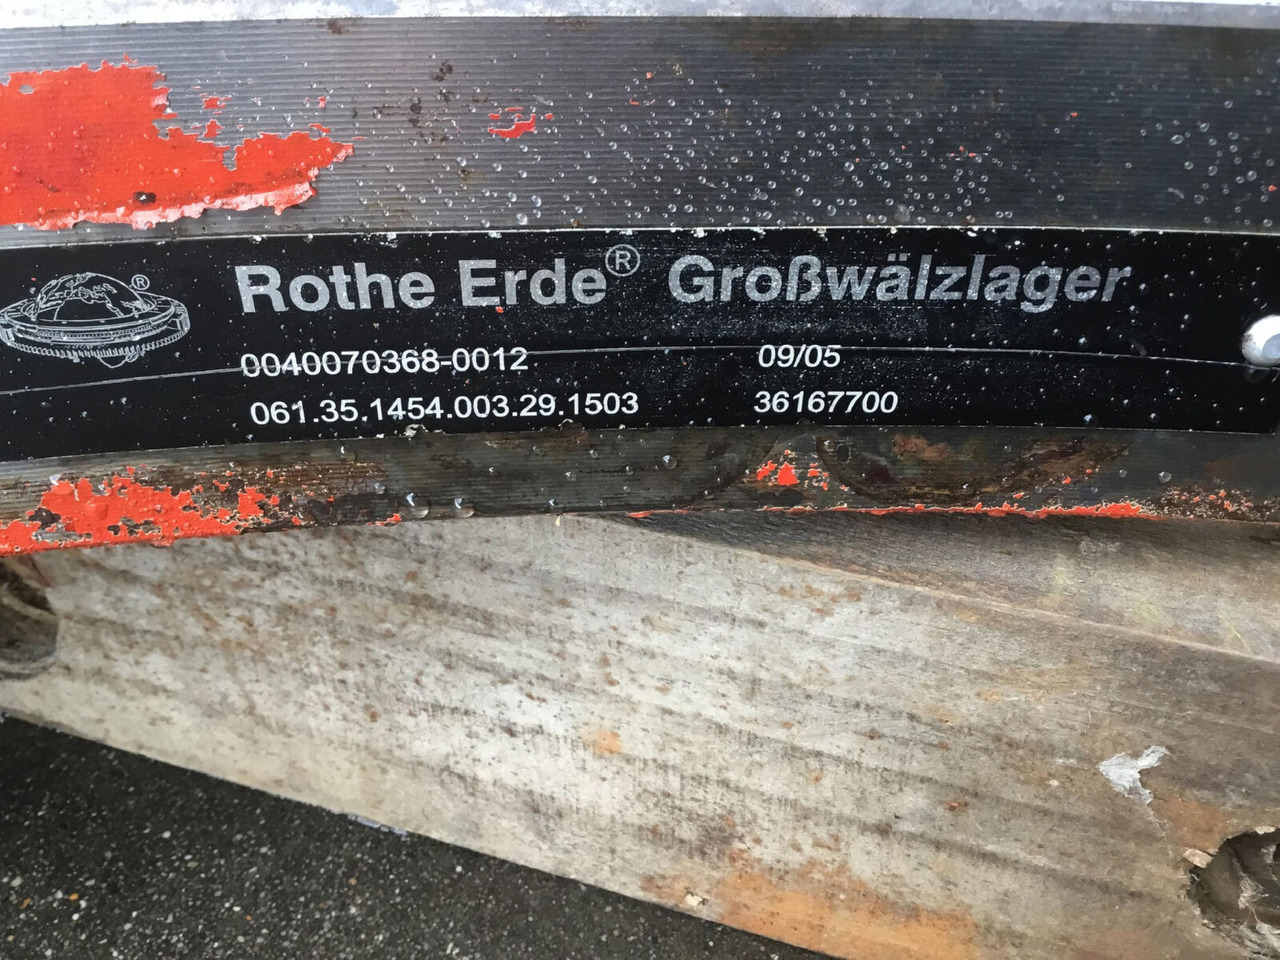 Rothe Erde® Großwälzlager
®
0040070368-0012 09/05
061.35.1454.003.29.1503 36167700